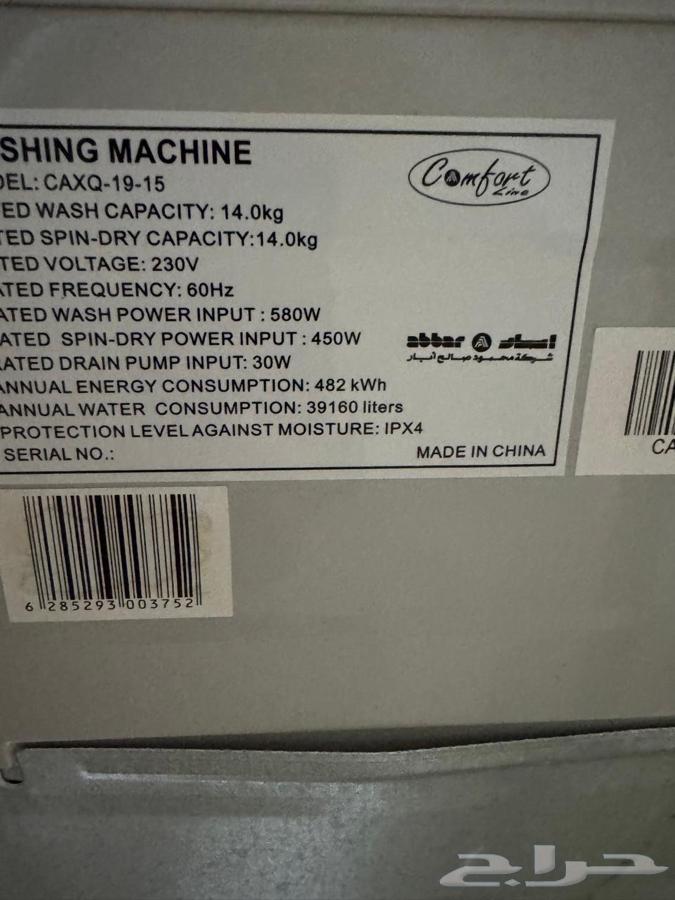 SHING MACHINE
DEL: CAXQ-19-15
ED WASH CAPACITY: 14.0kg
TED SPIN-DRY CAPACITY:14.0kg
TED VOLTAGE: 230V
ATED FREQUENCY: 60Hz
ATED WASH POWER INPUT : 580W
ATED SPIN-DRY POWER INPUT : 450W
RATED DRAIN PUMP INPUT: 30W
ANNUAL ENERGY CONSUMPTION: 482 kWh
ANNUAL WATER CONSUMPTION: 39160 liters
PROTECTION LEVEL AGAINST MOISTURE: IPX4
SERIAL NO.:
Comfort
Line
abbar أبـار
شركة محمود صالح أبار
MADE IN CHINA
CA
6 285293 003752
حراج